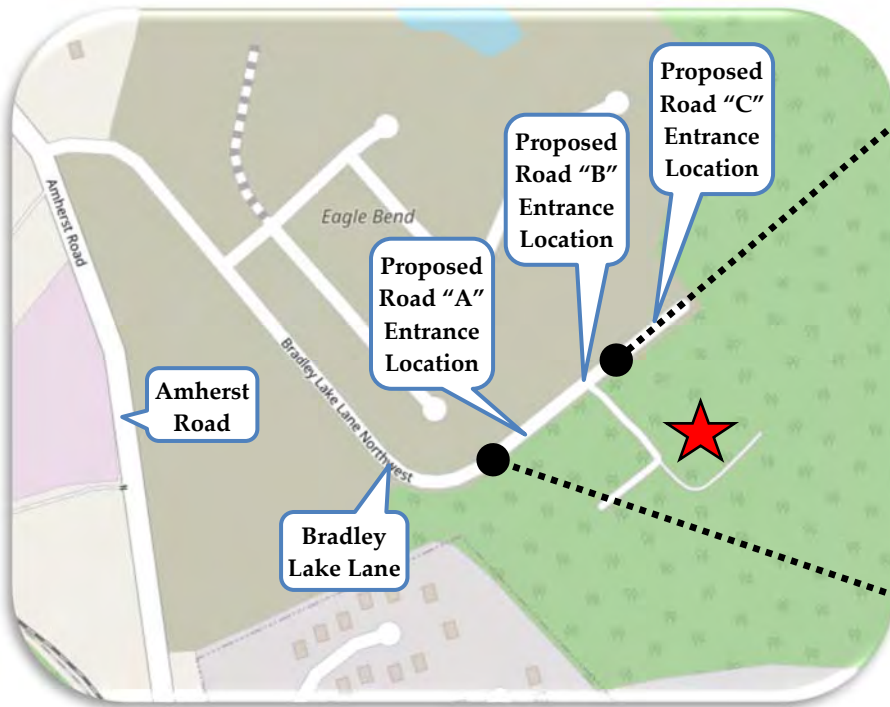 Proposed
Road “C”
Entrance
Location
Proposed
Road “B”
Entrance
Location
Eagle Bend
Proposed
Road “A”
Entrance
Location
Amherst Road
Bradley Lake Lane Northwest
Amherst
Road
Bradley
Lake Lane